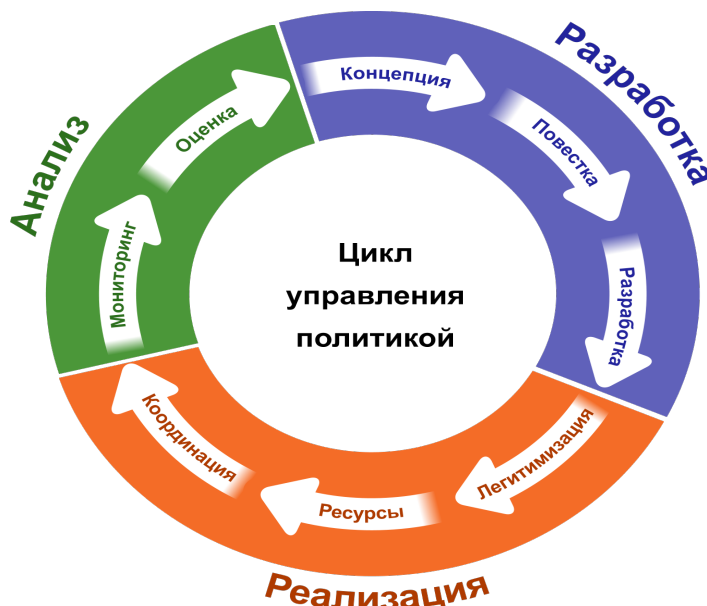 Цикл
управления
политикой
Разработка
Концепция
Повестка
Разработка
Реализация
Легитимизация
Ресурсы
Координация
Анализ
Мониторинг
Оценка